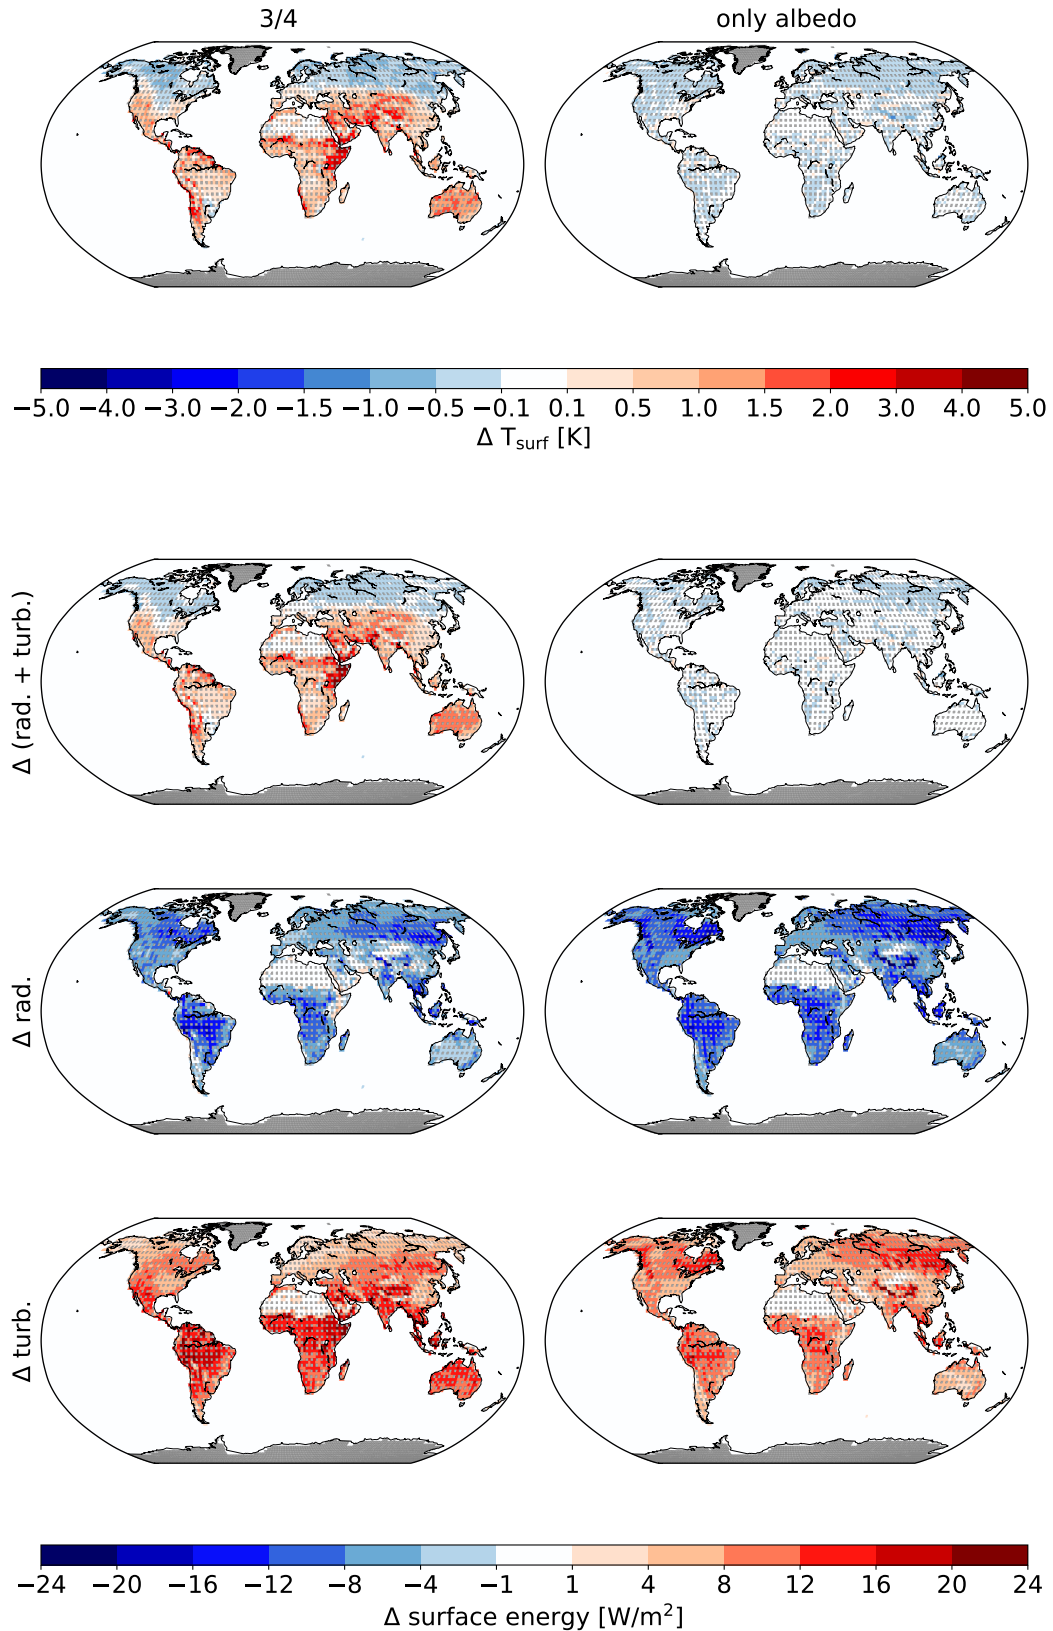 3/4 only albedo
−5.0 −4.0 −3.0 −2.0 −1.5 −1.0 −0.5 −0.1 0.1 0.5 1.0 1.5 2.0 3.0 4.0 5.0
Δ T_surf [K]
Δ (rad. + turb.)
Δ rad.
Δ turb.
−24 −20 −16 −12 −8 −4 −1 1 4 8 12 16 20 24
Δ surface energy [W/m²]